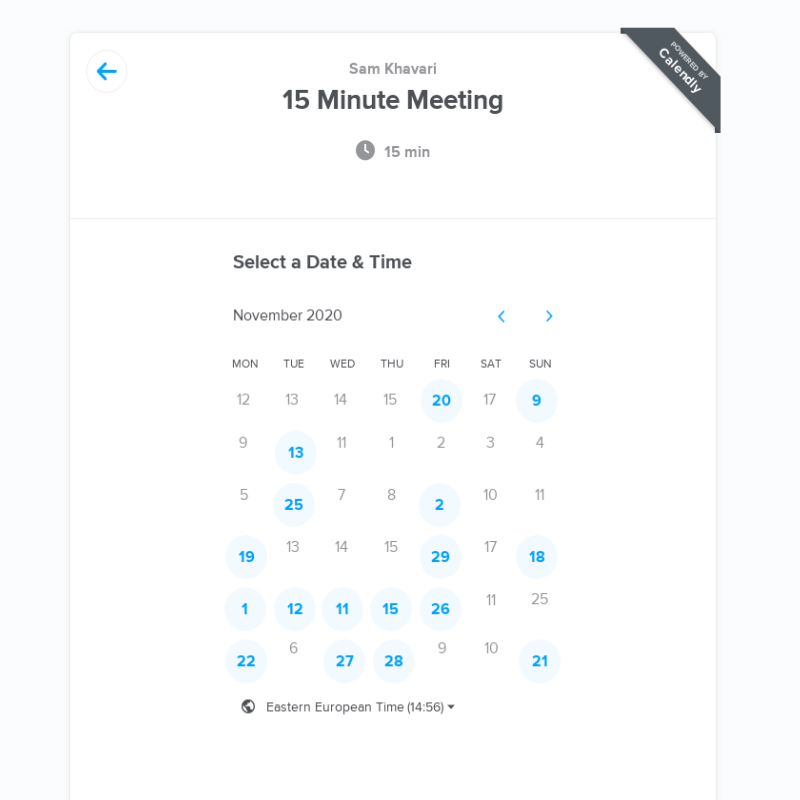 POWERED BY
Calendly
Sam Khavari
15 Minute Meeting
15 min
Select a Date & Time
November 2020
MON TUE WED THU FRI SAT SUN
12 13 14 15 20 17 9
9 13 11 1 2 3 4
5 25 7 8 2 10 11
19 13 14 15 29 17 18
1 12 11 15 26 11 25
22 6 27 28 9 10 21
Eastern European Time (14:56)